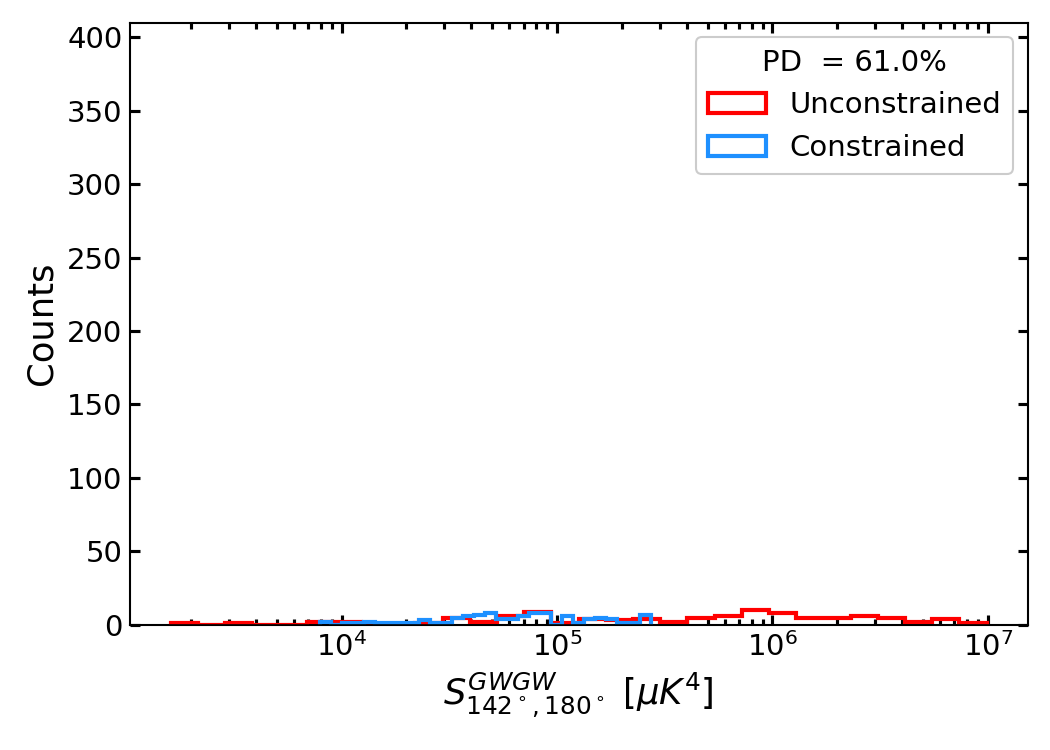 400
350
300
250
200
150
100
50
0
Counts
PD = 61.0%
Unconstrained
Constrained
10^4 10^5 10^6 10^7
S^{GWGW}_{142°,180°} [μK^4]